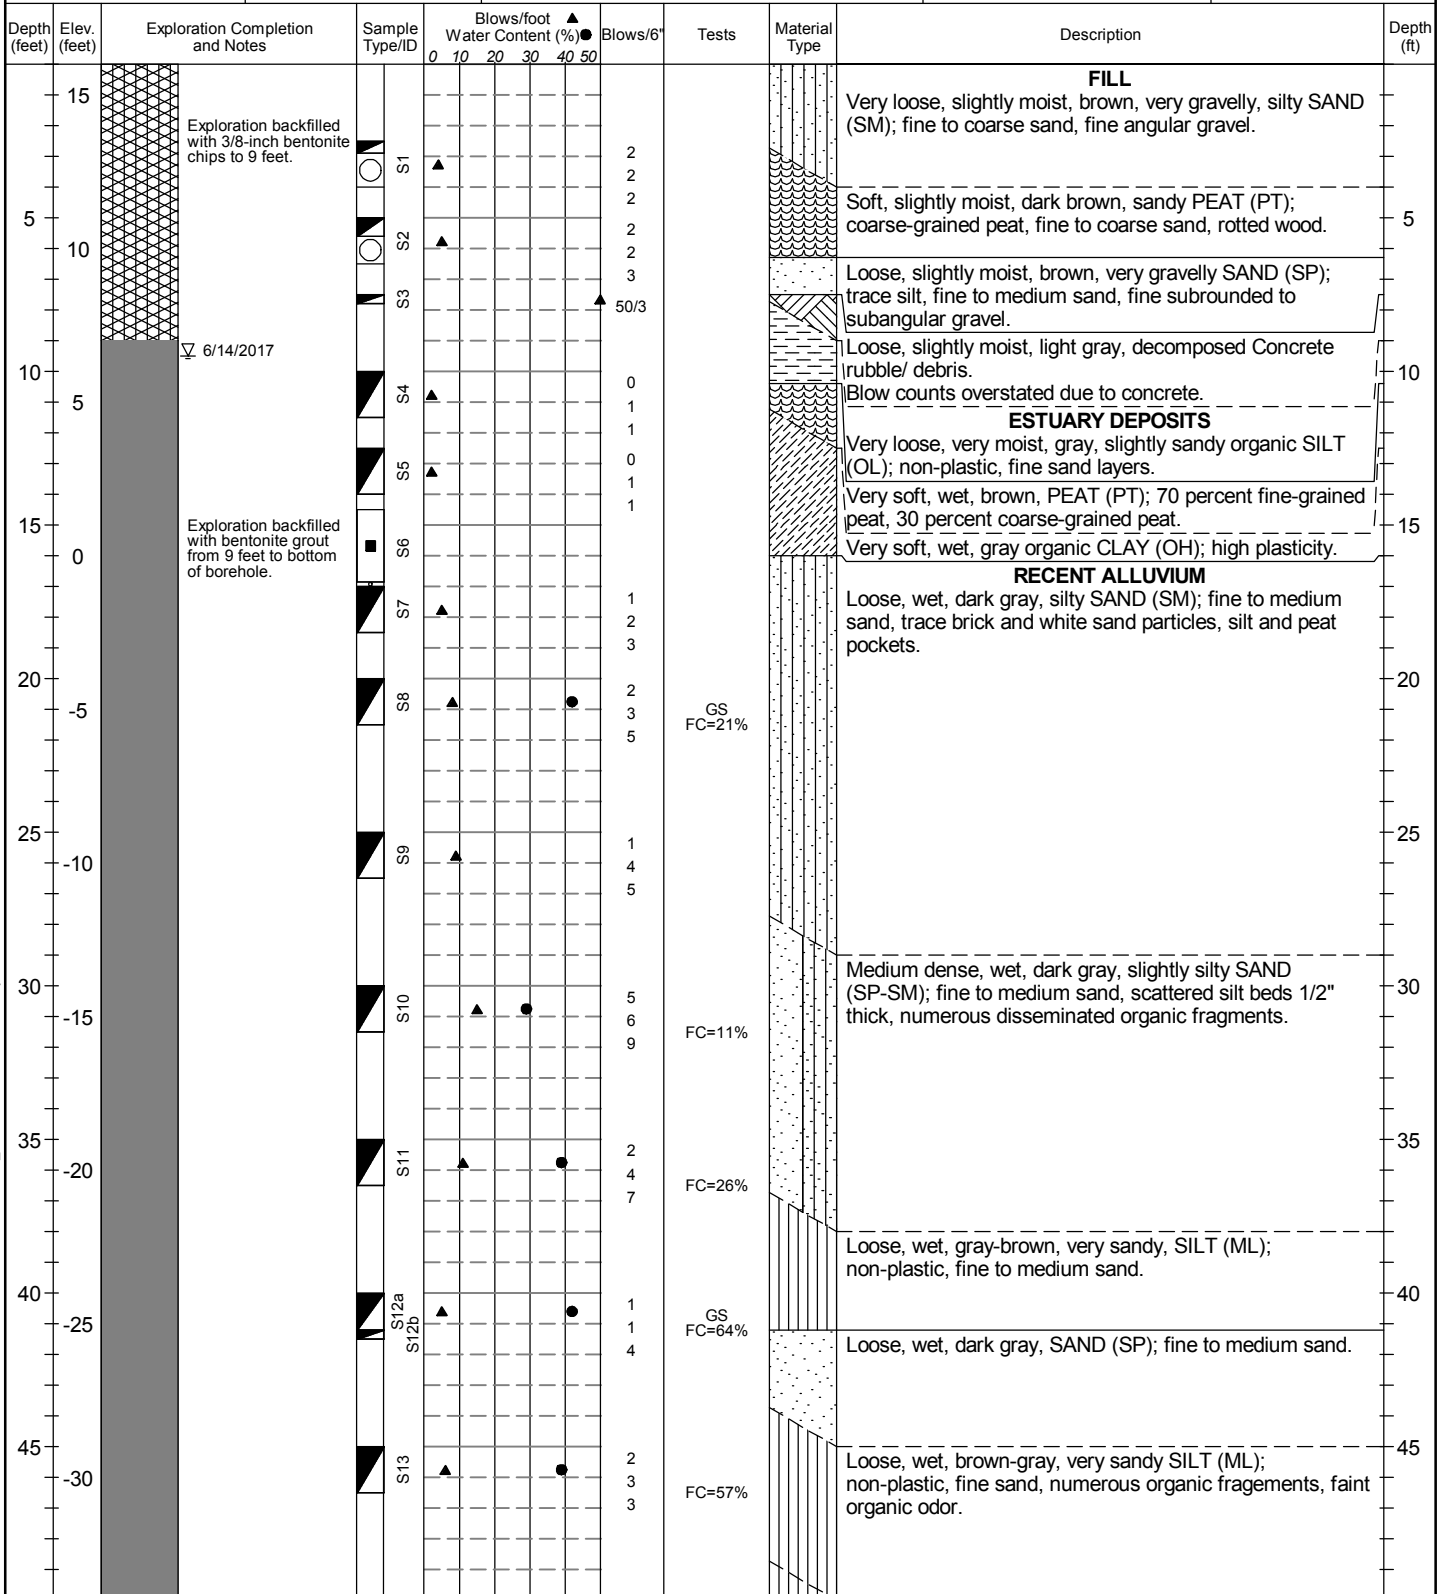 Depth
(feet)
Elev.
(feet)
Exploration Completion
and Notes
Sample
Type/ID
Blows/foot
Water Content (%)
0 10 20 30 40 50
Blows/6"
Tests
Material
Type
Description
Depth
(ft)
15
Exploration backfilled
with 3/8-inch bentonite
chips to 9 feet.
S1
2
2
2
FILL
Very loose, slightly moist, brown, very gravelly, silty SAND
(SM); fine to coarse sand, fine angular gravel.
5
10
S2
2
2
3
Soft, slightly moist, dark brown, sandy PEAT (PT);
coarse-grained peat, fine to coarse sand, rotted wood.
5
S3
50/3
Loose, slightly moist, brown, very gravelly SAND (SP);
trace silt, fine to medium sand, fine subrounded to
subangular gravel.
6/14/2017
Loose, slightly moist, light gray, decomposed Concrete
rubble/ debris.
Blow counts overstated due to concrete.
10
5
S4
0
1
1
10
ESTUARY DEPOSITS
Very loose, very moist, gray, slightly sandy organic SILT
(OL); non-plastic, fine sand layers.
S5
0
1
1
Very soft, wet, brown, PEAT (PT); 70 percent fine-grained
peat, 30 percent coarse-grained peat.
15
0
Exploration backfilled
with bentonite grout
from 9 feet to bottom
of borehole.
S6
15
Very soft, wet, gray organic CLAY (OH); high plasticity.
RECENT ALLUVIUM
Loose, wet, dark gray, silty SAND (SM); fine to medium
sand, trace brick and white sand particles, silt and peat
pockets.
S7
1
2
3
20
-5
S8
2
3
5
GS
FC=21%
20
25
-10
S9
1
4
5
25
30
-15
S10
5
6
9
FC=11%
Medium dense, wet, dark gray, slightly silty SAND
(SP-SM); fine to medium sand, scattered silt beds 1/2"
thick, numerous disseminated organic fragments.
30
35
-20
S11
2
4
7
FC=26%
35
Loose, wet, gray-brown, very sandy, SILT (ML);
non-plastic, fine to medium sand.
40
-25
S12a
S12b
1
1
4
GS
FC=64%
40
Loose, wet, dark gray, SAND (SP); fine to medium sand.
45
-30
S13
2
3
3
FC=57%
Loose, wet, brown-gray, very sandy SILT (ML);
non-plastic, fine sand, numerous organic fragements, faint
organic odor.
45